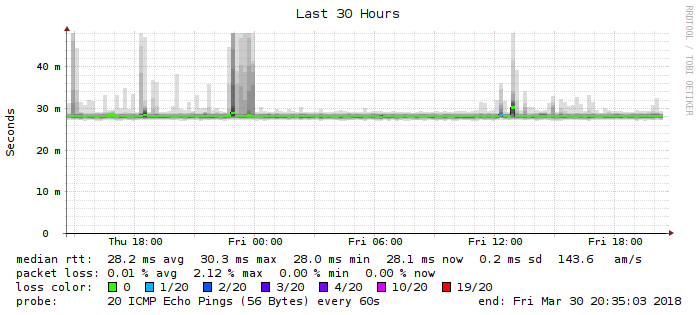 Last 30 Hours
RRDTOOL / TOBI OETIKER
Seconds
40 m
30 m
20 m
10 m
0
Thu 18:00 Fri 00:00 Fri 06:00 Fri 12:00 Fri 18:00
median rtt: 28.2 ms avg 30.3 ms max 28.0 ms min 28.1 ms now 0.2 ms sd 143.6 am/s
packet loss: 0.01 % avg 2.12 % max 0.00 % min 0.00 % now
loss color: 0 1/20 2/20 3/20 4/20 10/20 19/20
probe: 20 ICMP Echo Pings (56 Bytes) every 60s end: Fri Mar 30 20:35:03 2018